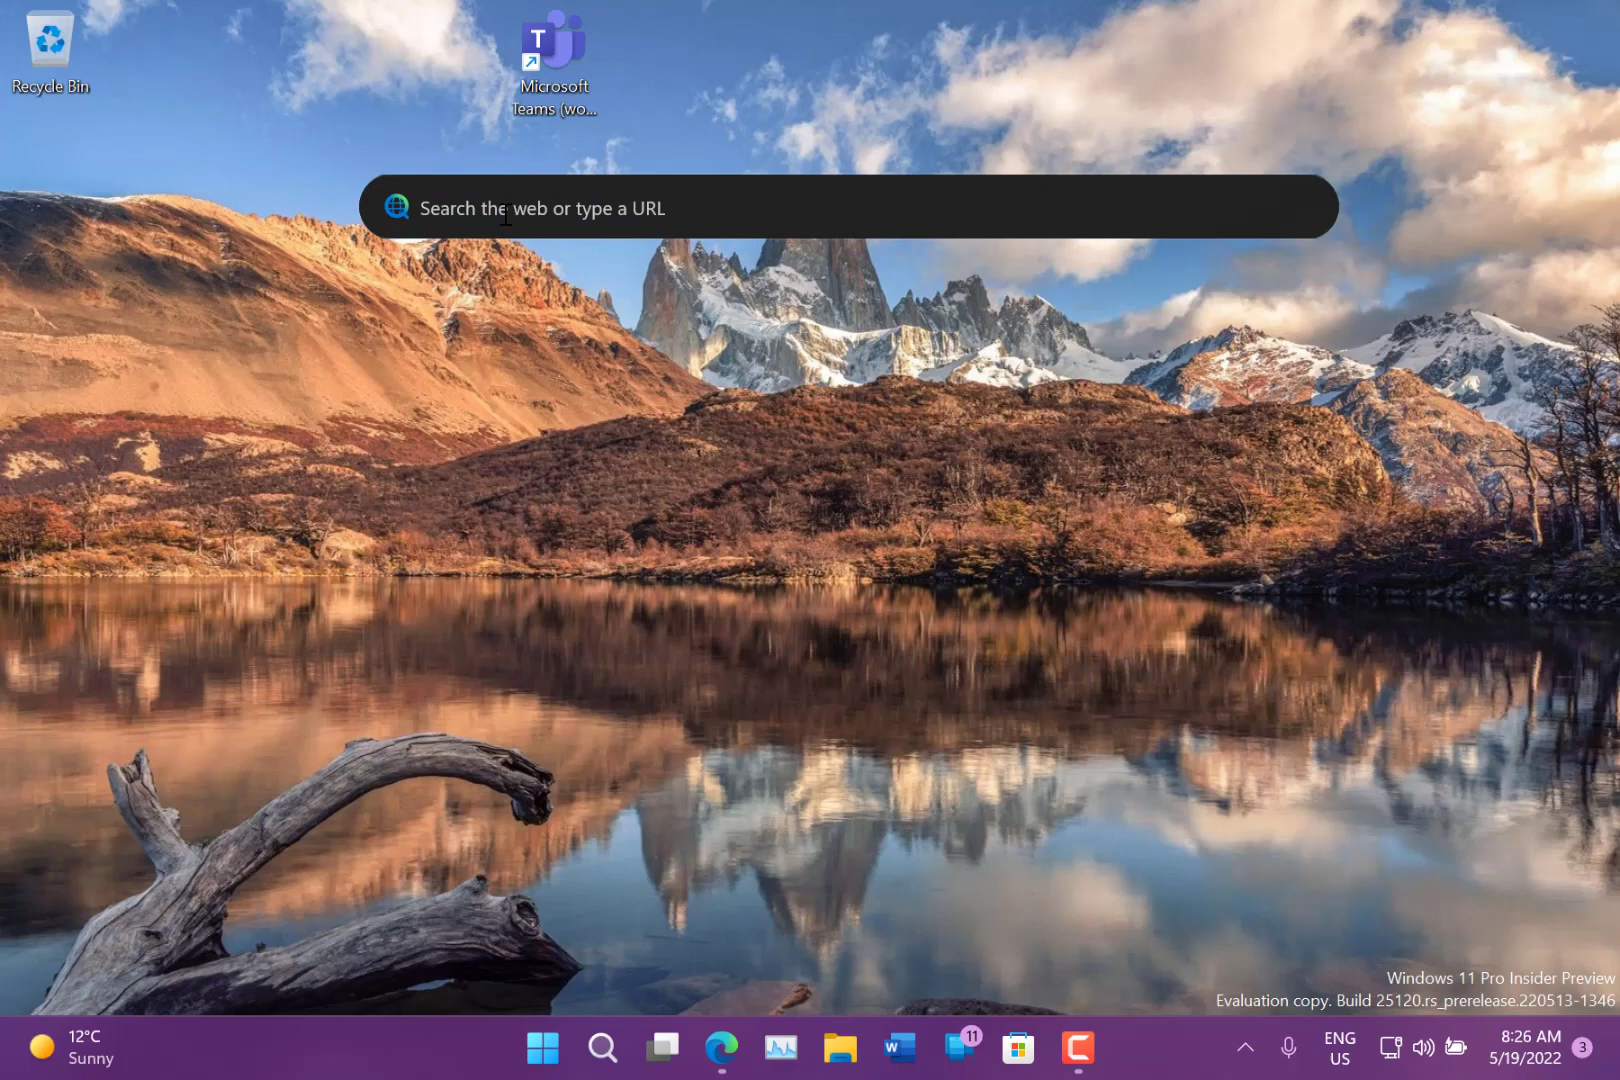 Recycle Bin
T
Microsoft
Teams (wo...
Search the web or type a URL
Windows 11 Pro Insider Preview
Evaluation copy. Build 25120.rs_prerelease.220513-1346
12°C
Sunny
W
11
C
ENG
US
8:26 AM
5/19/2022
3